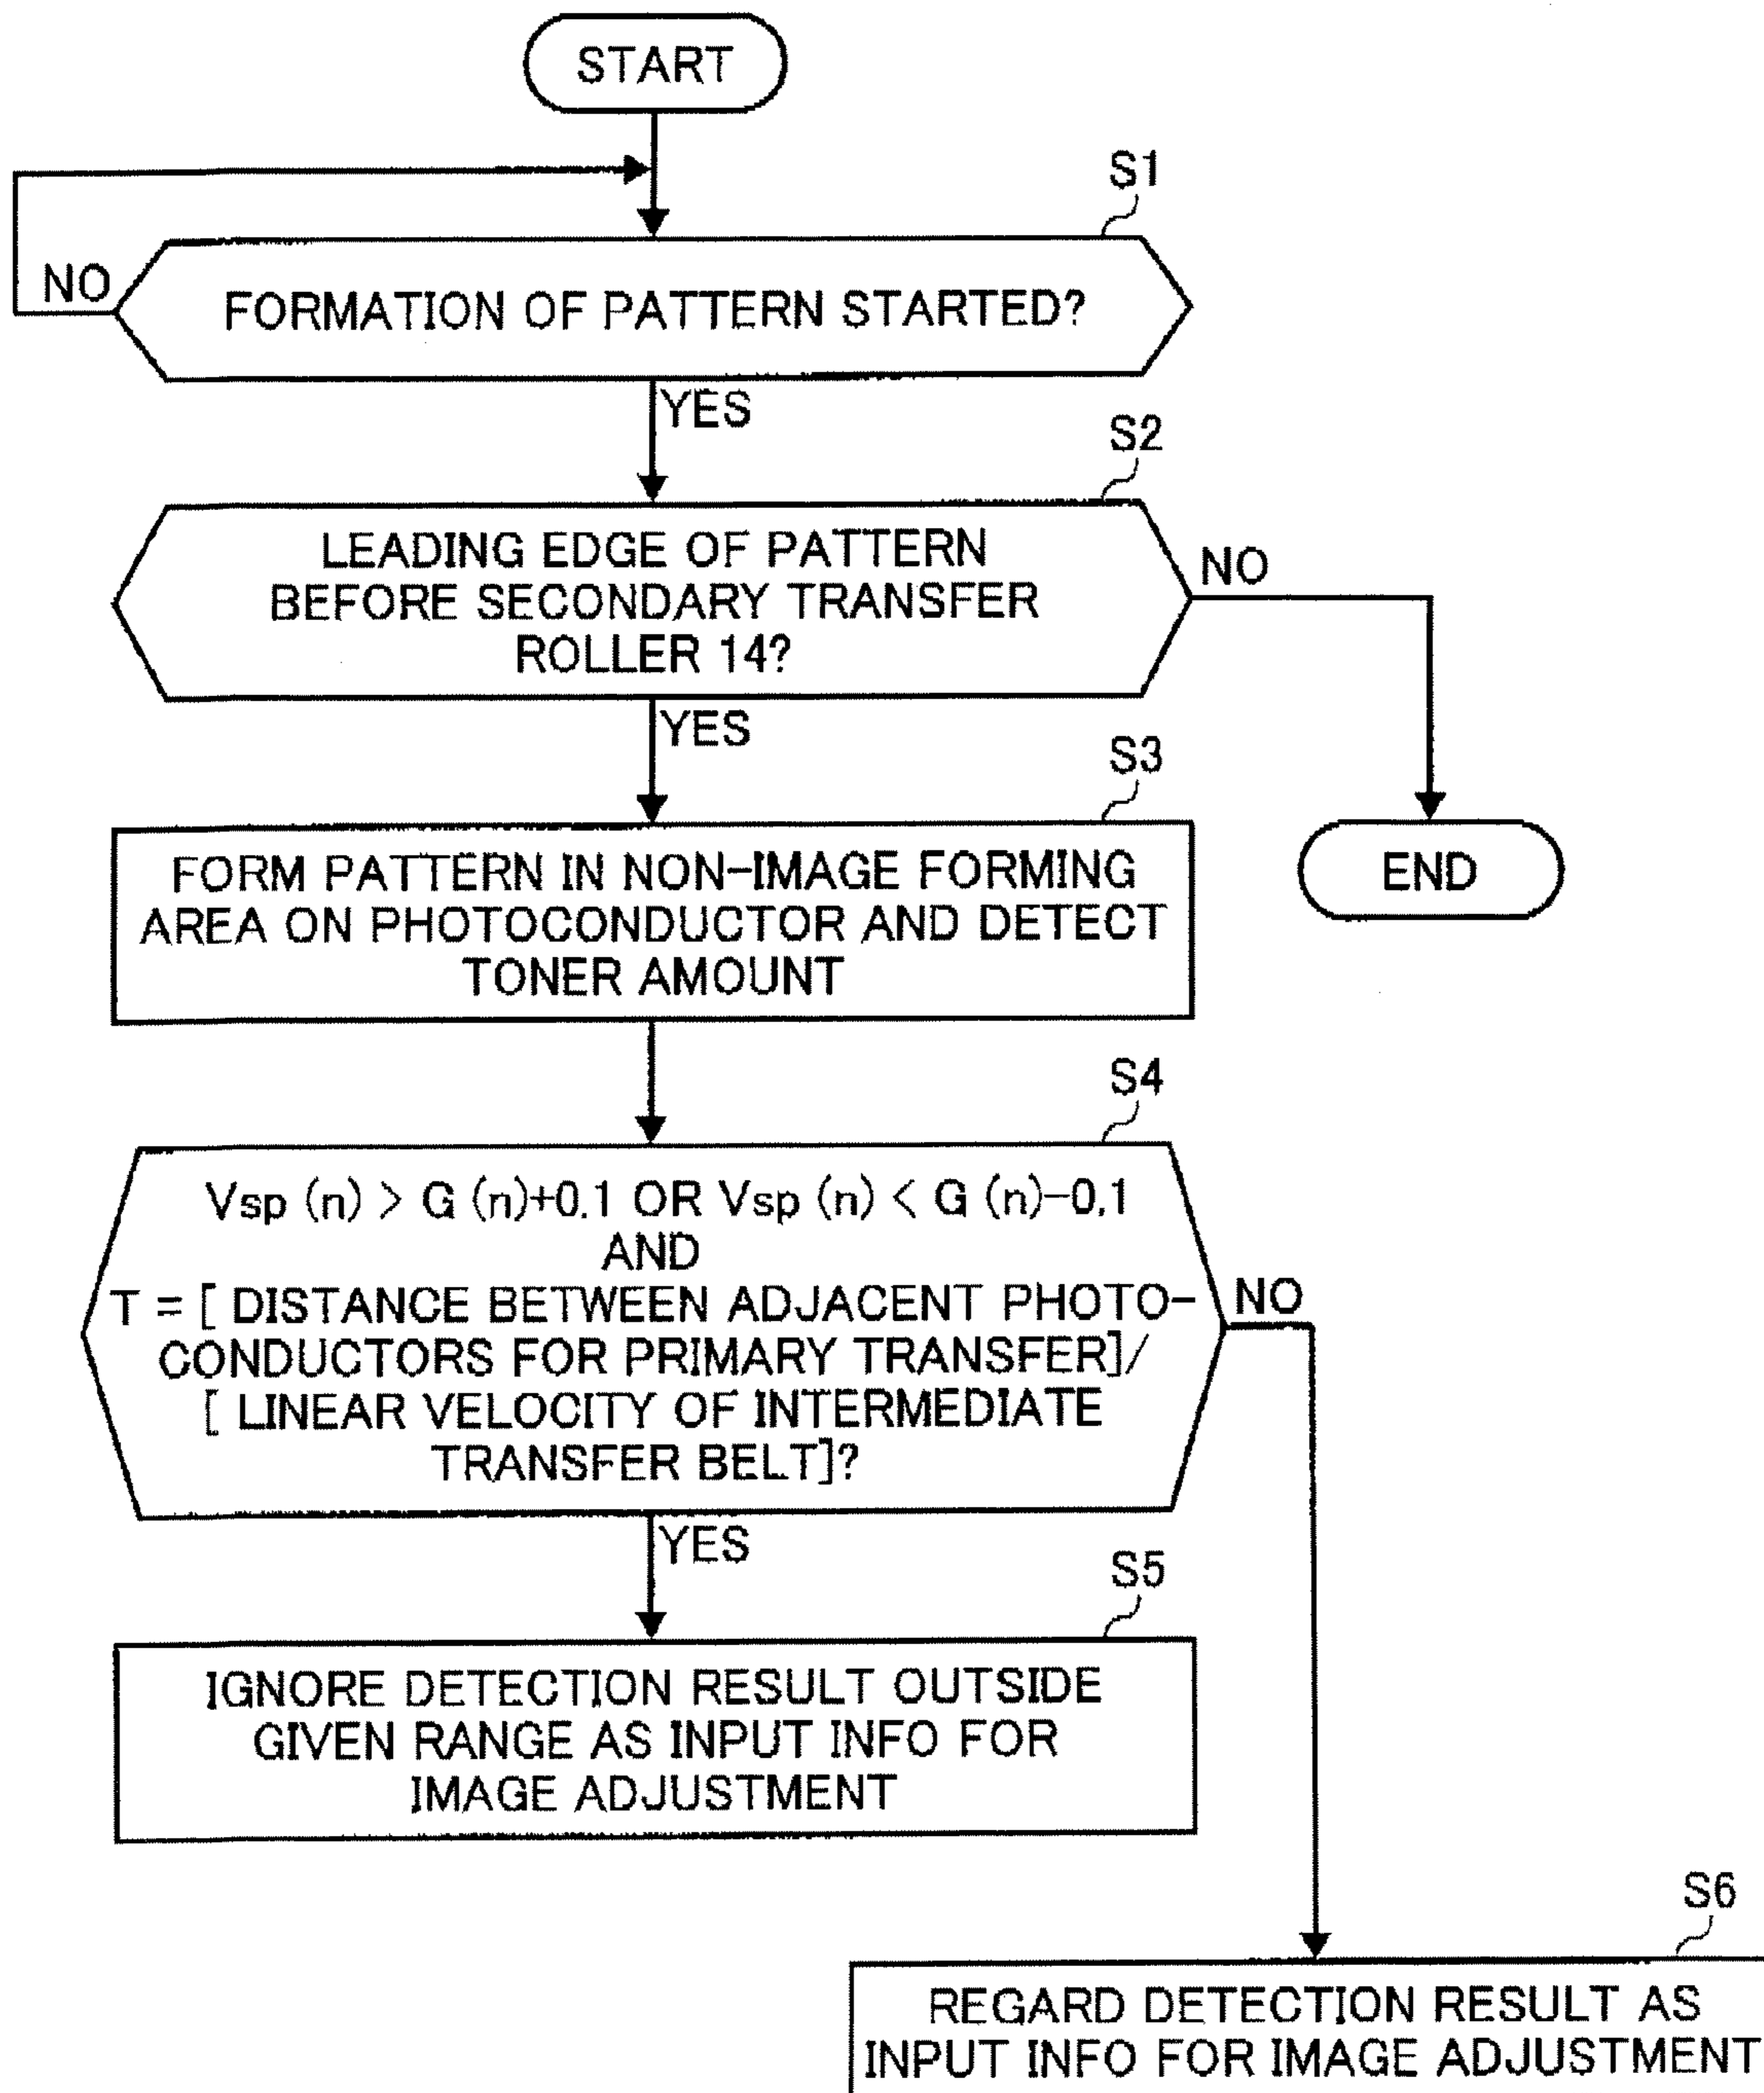 START
S1
NO
FORMATION OF PATTERN STARTED?
YES
S2
LEADING EDGE OF PATTERN
BEFORE SECONDARY TRANSFER
ROLLER 14?
NO
YES
S3
FORM PATTERN IN NON-IMAGE FORMING
AREA ON PHOTOCONDUCTOR AND DETECT
TONER AMOUNT
END
S4
Vsp (n) > G (n)+0.1 OR Vsp (n) < G (n)-0.1
AND
T = [ DISTANCE BETWEEN ADJACENT PHOTO-
CONDUCTORS FOR PRIMARY TRANSFER]/
[ LINEAR VELOCITY OF INTERMEDIATE
TRANSFER BELT]?
NO
YES
S5
IGNORE DETECTION RESULT OUTSIDE
GIVEN RANGE AS INPUT INFO FOR
IMAGE ADJUSTMENT
S6
REGARD DETECTION RESULT AS
INPUT INFO FOR IMAGE ADJUSTMENT